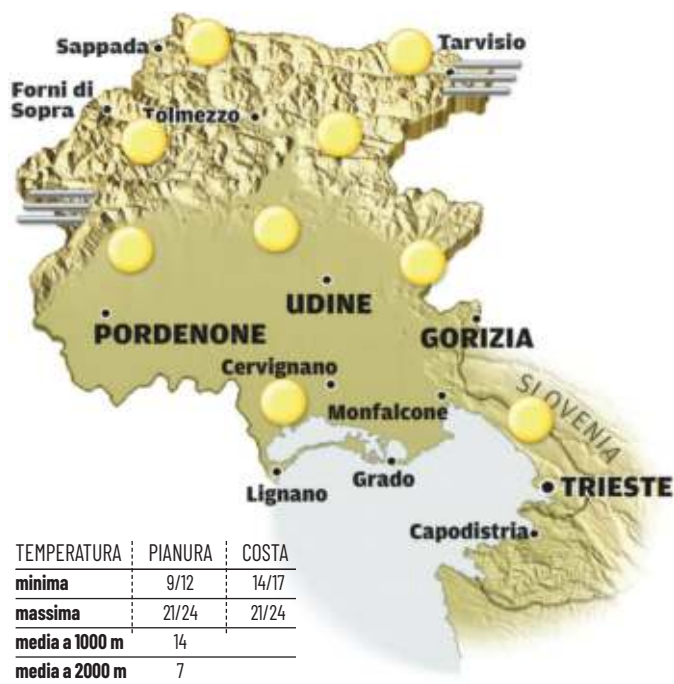 Sappada
Tarvisio
Forni di
Sopra
Tolmezzo
UDINE
PORDENONE
GORIZIA
Cervignano
SLOVENIA
Monfalcone
Grado
Lignano
TRIESTE
Capodistria
TEMPERATURA PIANURA COSTA
minima 9/12 14/17
massima 21/24 21/24
media a 1000 m 14
media a 2000 m 7